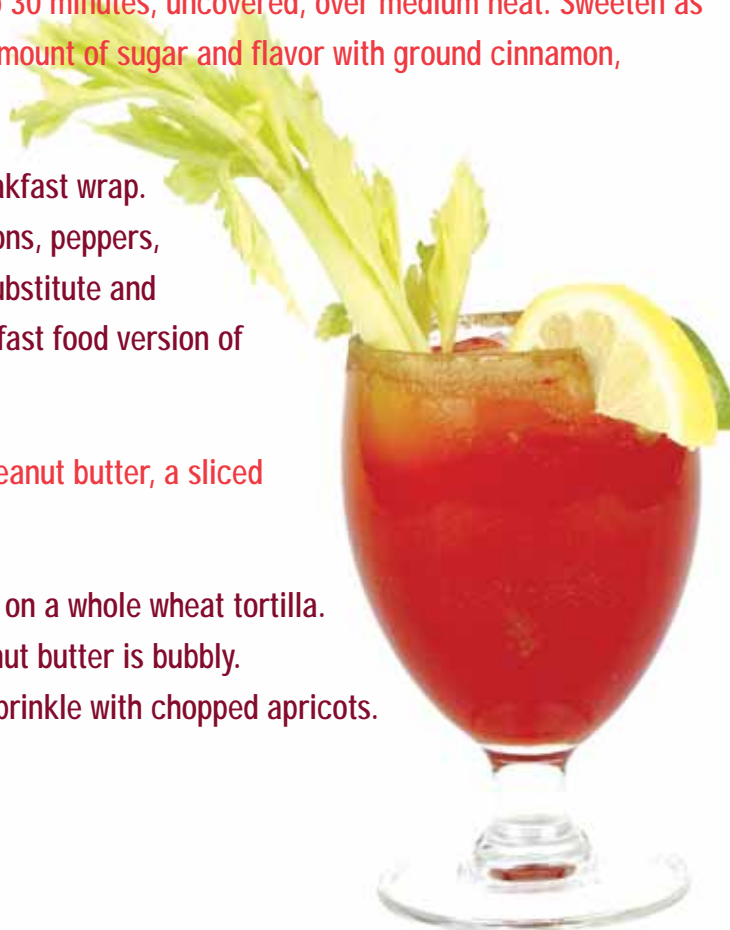 30 minutes, uncovered, over medium heat. Sweeten as
mount of sugar and flavor with ground cinnamon,
akfast wrap.
ons, peppers,
ubstitute and
fast food version of
eanut butter, a sliced
on a whole wheat tortilla.
ut butter is bubbly.
prinkle with chopped apricots.